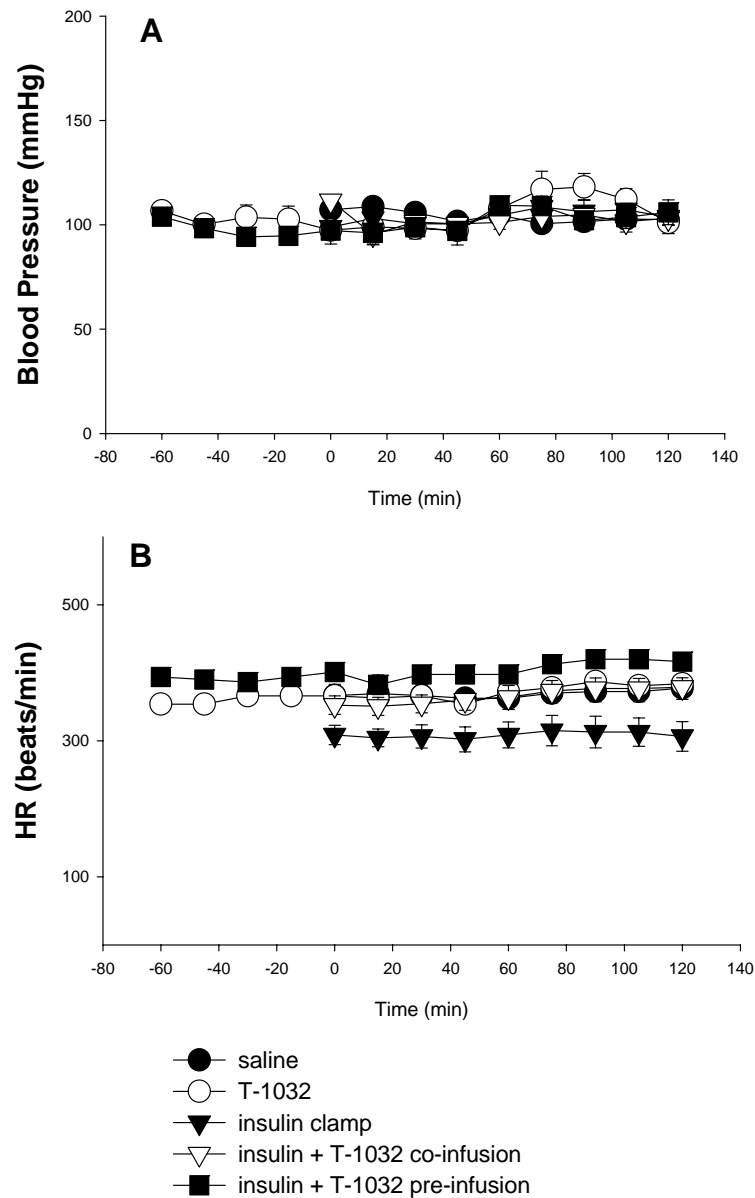 A
Blood Pressure (mmHg)
200
150
100
50
0
-80 -60 -40 -20 0 20 40 60 80 100 120 140
Time (min)
B
HR (beats/min)
500
300
100
-80 -60 -40 -20 0 20 40 60 80 100 120 140
Time (min)
saline
T-1032
insulin clamp
insulin + T-1032 co-infusion
insulin + T-1032 pre-infusion